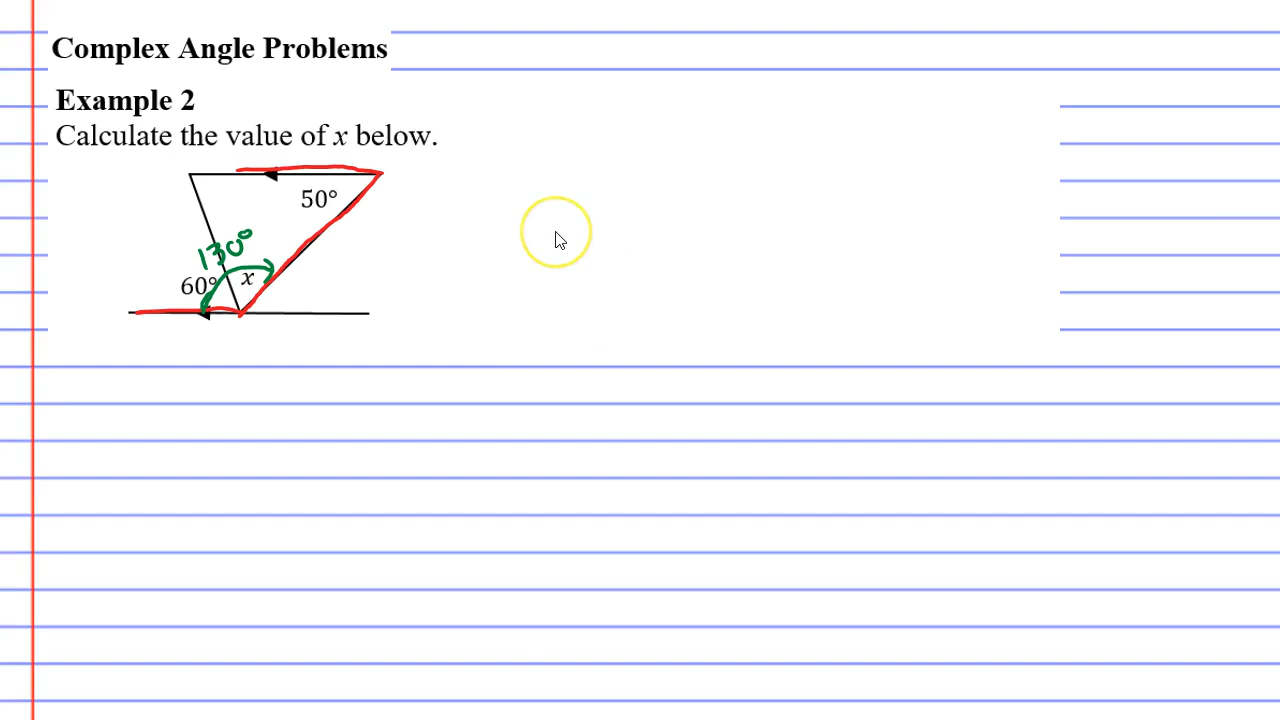 Complex Angle Problems
Example 2
Calculate the value of x below.
50°
130°
60° x